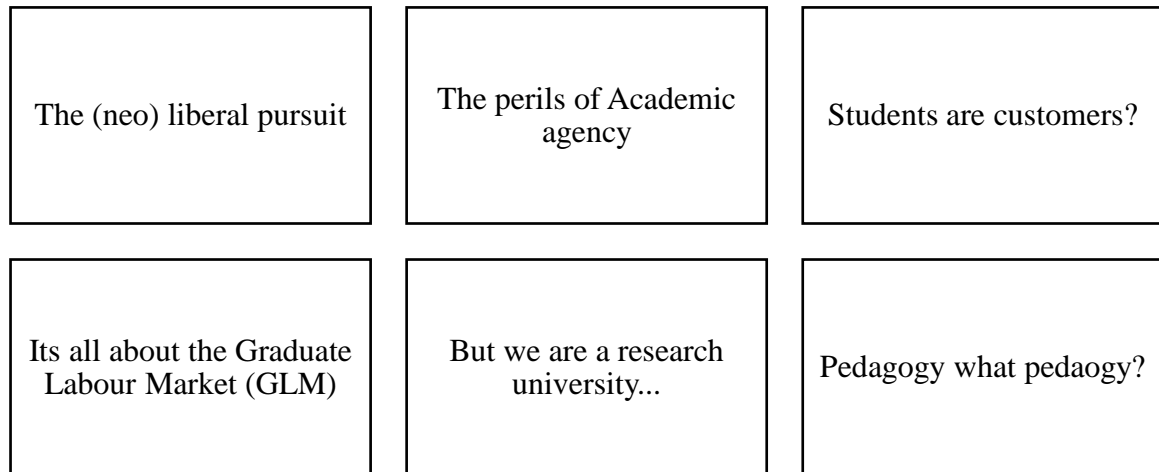 The (neo) liberal pursuit
The perils of Academic
agency
Students are customers?
Its all about the Graduate
Labour Market (GLM)
But we are a research
university...
Pedagogy what pedaogy?